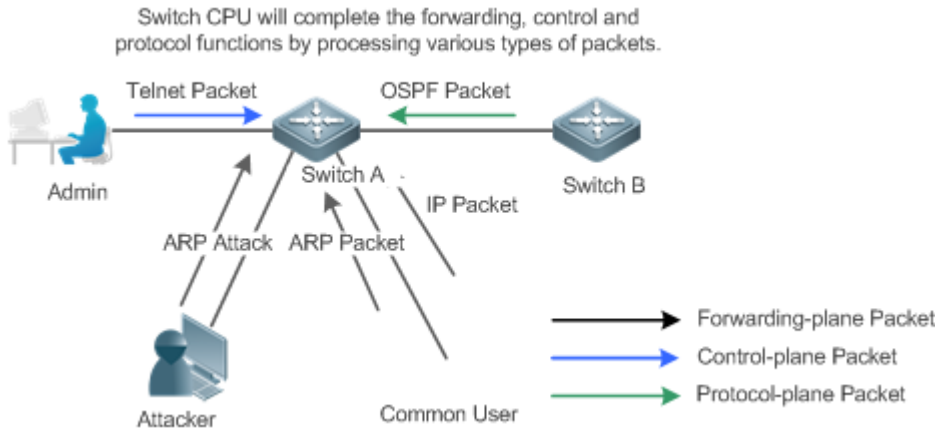 Switch CPU will complete the forwarding, control and
protocol functions by processing various types of packets.
Telnet Packet
OSPF Packet
Admin
Switch A
Switch B
IP Packet
ARP Attack
ARP Packet
Forwarding-plane Packet
Control-plane Packet
Protocol-plane Packet
Attacker
Common User